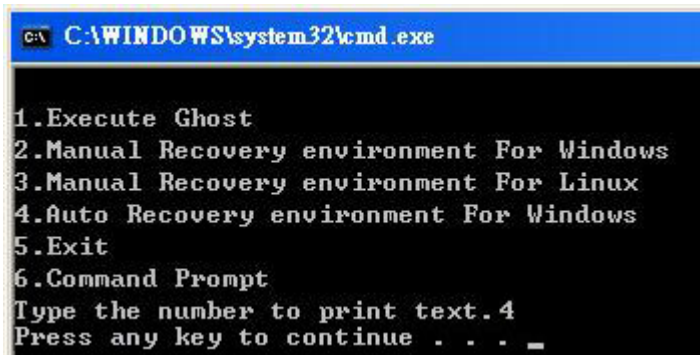 C:\WINDOWS\system32\cmd.exe
1.Execute Ghost
2.Manual Recovery environment For Windows
3.Manual Recovery environment For Linux
4.Auto Recovery environment For Windows
5.Exit
6.Command Prompt
Type the number to print text.4
Press any key to continue . . . _